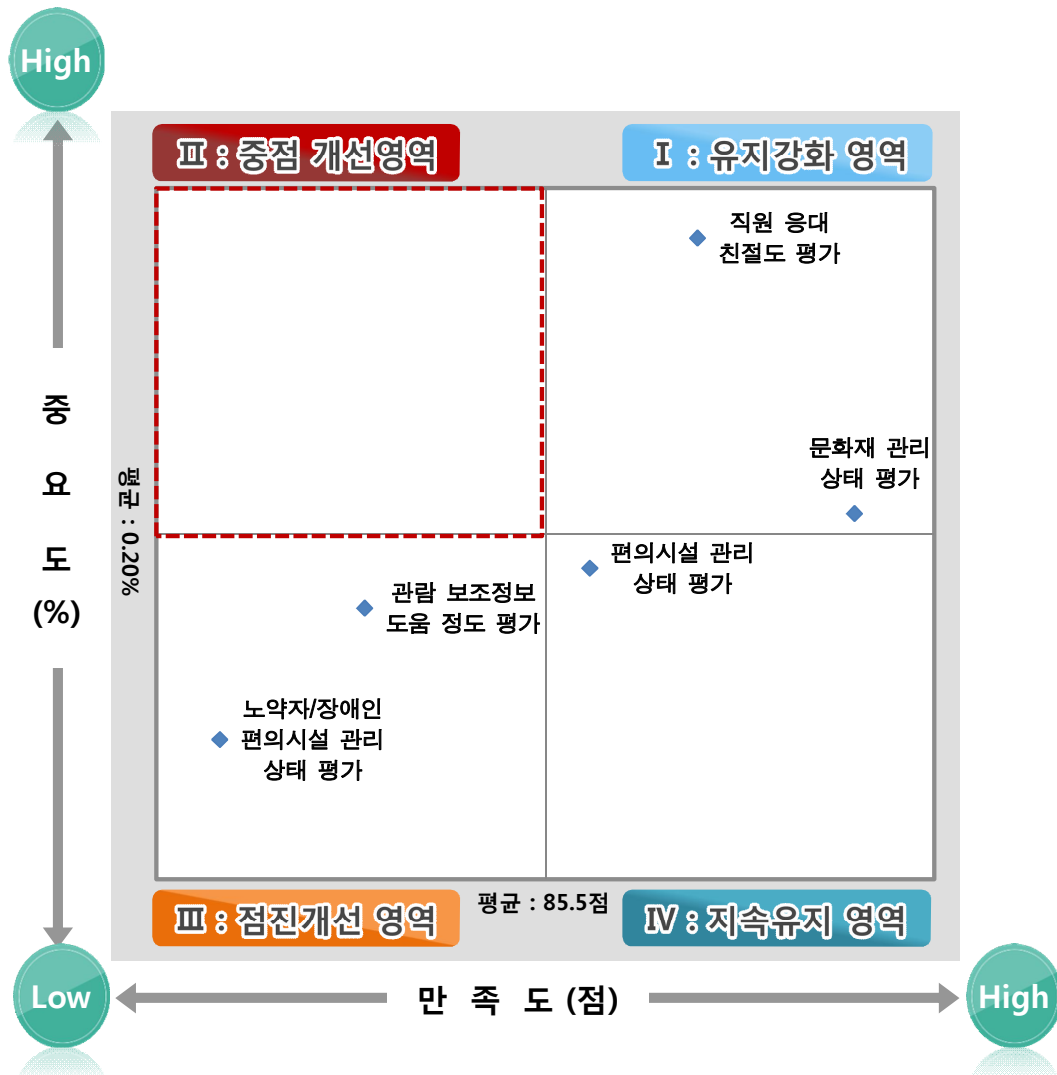 High
Ⅱ : 중점 개선영역
Ⅰ : 유지강화 영역
직원 응대
친절도 평가
중
요
도
(%)
평균 : 0.20%
문화재 관리
상태 평가
편의시설 관리
상태 평가
관람 보조정보
도움 정도 평가
노약자/장애인
편의시설 관리
상태 평가
Ⅲ : 점진개선 영역
평균 : 85.5점
Ⅳ : 지속유지 영역
Low
만 족 도 (점)
High